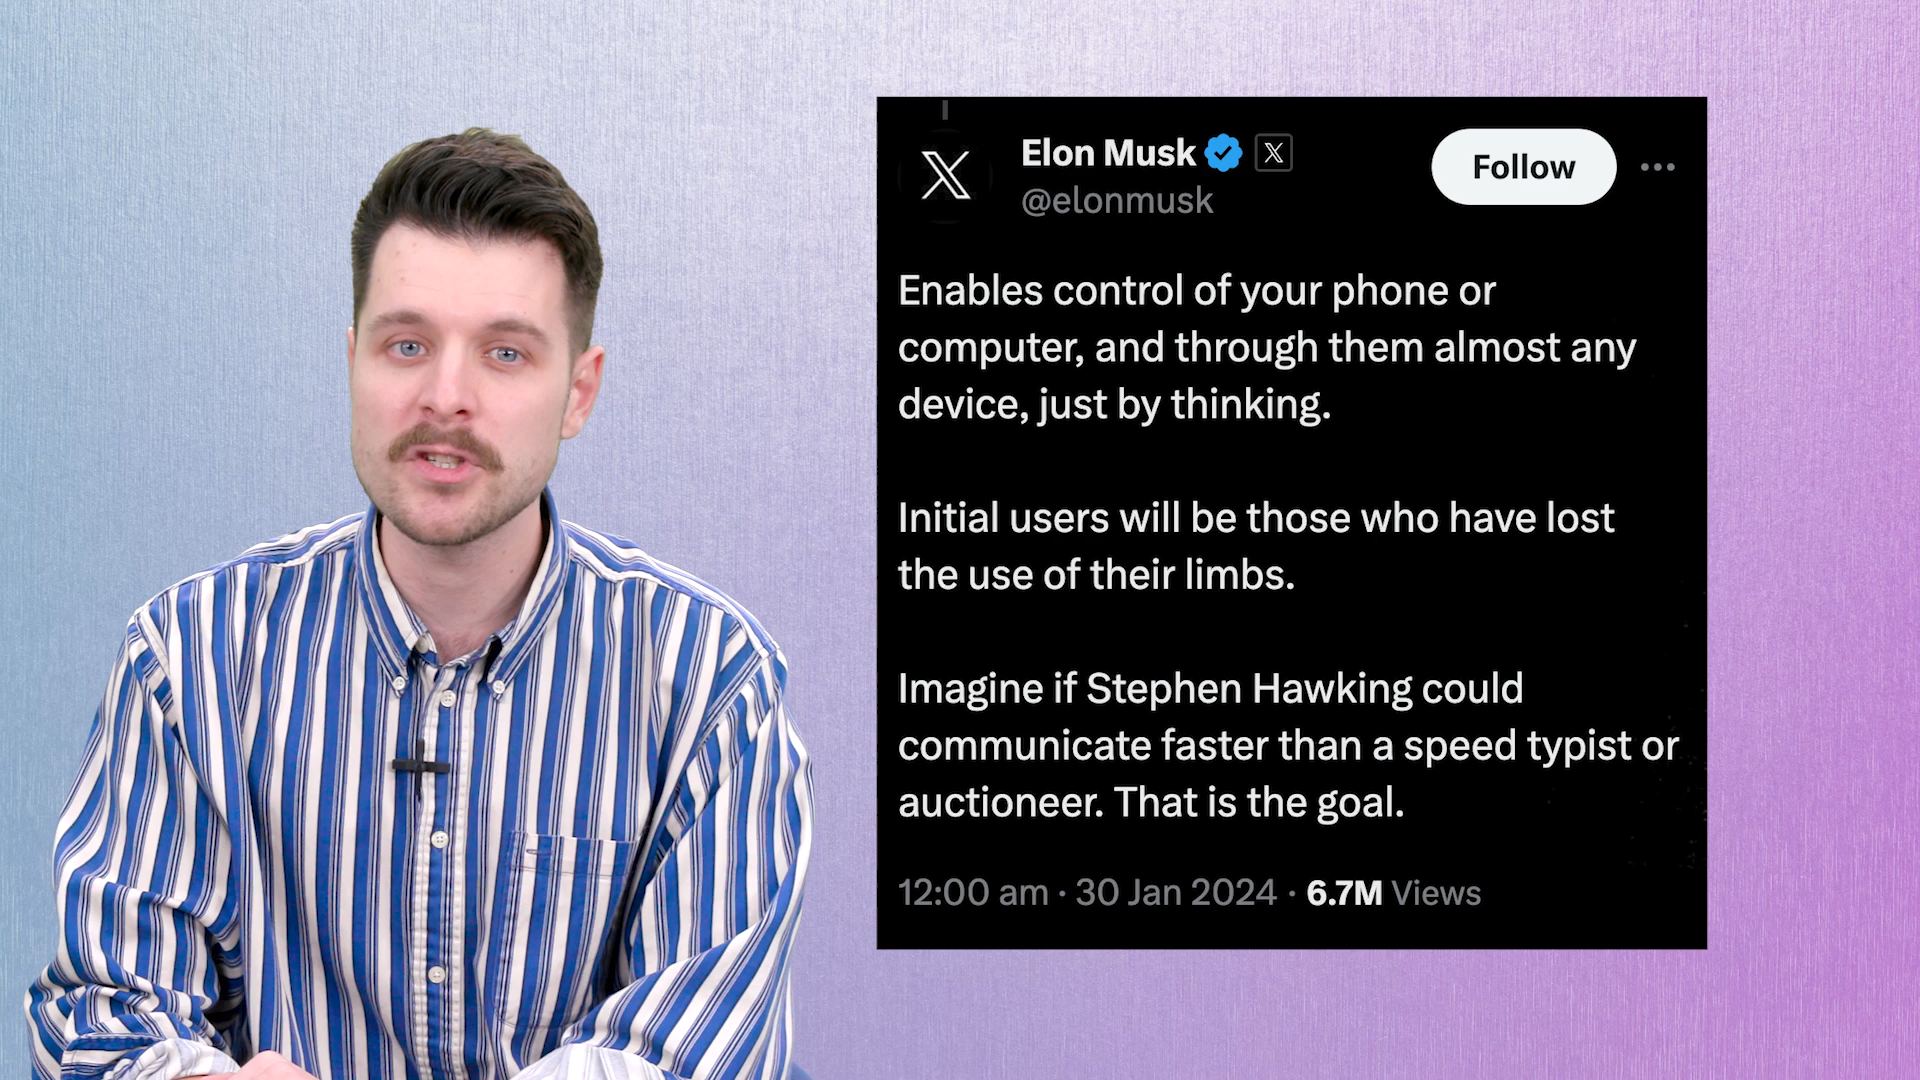 Elon Musk
@elonmusk
Follow
Enables control of your phone or
computer, and through them almost any
device, just by thinking.
Initial users will be those who have lost
the use of their limbs.
Imagine if Stephen Hawking could
communicate faster than a speed typist or
auctioneer. That is the goal.
12:00 am · 30 Jan 2024 · 6.7M Views